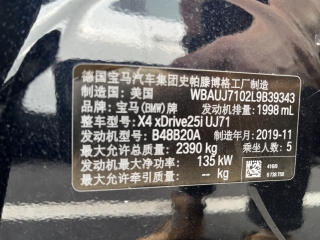 德国宝马汽车集团史帕滕博格工厂制造
制造国: 美国 WBAUJ7102L9B39343
品牌: 宝马(BMW)牌 发动机排量: 1998 mL
整车型号: X4 xDrive25i UJ71
发动机型号: B48B20A 制造年月: 2019-11
最大允许总质量: 2390 kg 乘坐人数: 5
发动机最大净功率: 135 kW
最大允许牵引质量: -- kg